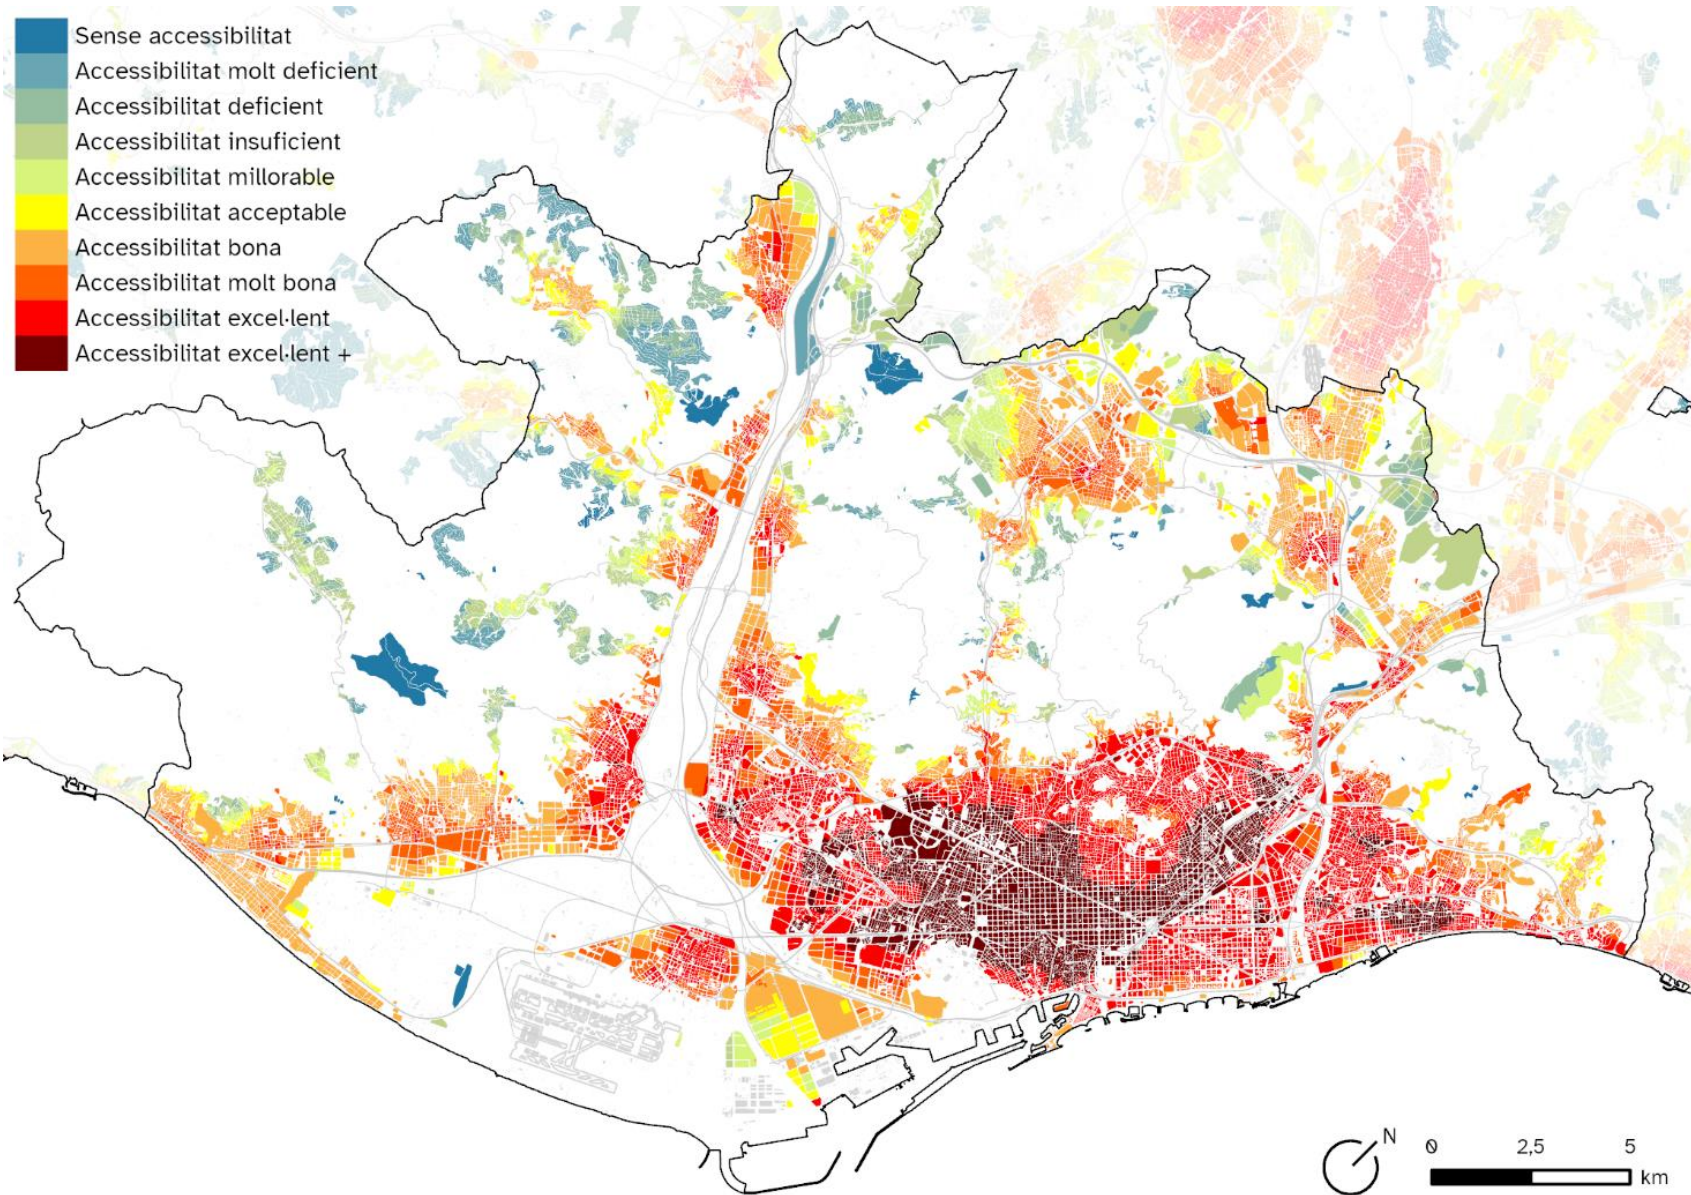 Sense accessibilitat
Accessibilitat molt deficient
Accessibilitat deficient
Accessibilitat insuficient
Accessibilitat millorable
Accessibilitat acceptable
Accessibilitat bona
Accessibilitat molt bona
Accessibilitat excel·lent
Accessibilitat excel·lent +
N
0 2,5 5
km